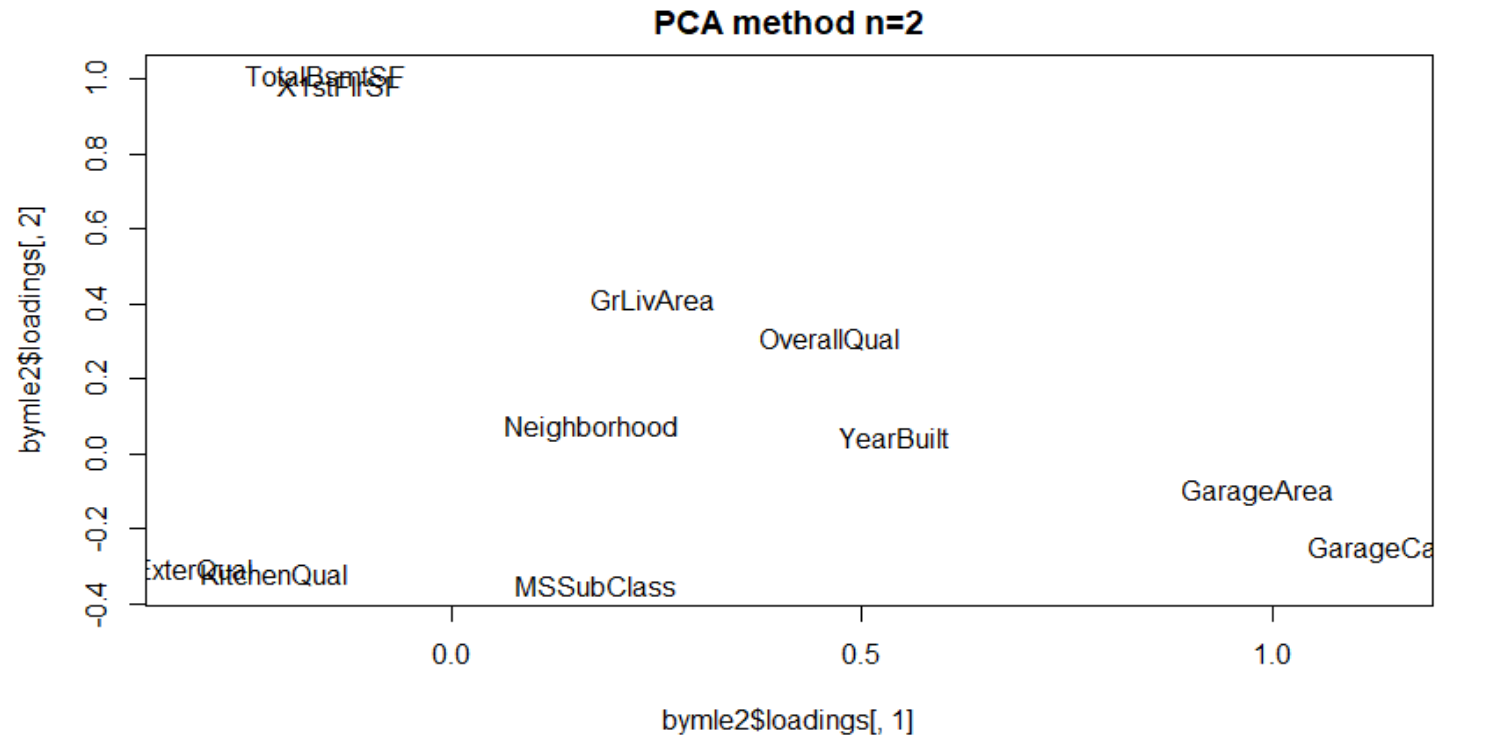 PCA method n=2
bymle2$loadings[, 2]
1.0
0.8
0.6
0.4
0.2
0.0
-0.2
-0.4
TotalBsmtSF
X1stFlrSF
GrLivArea
OverallQual
Neighborhood
YearBuilt
GarageArea
GarageCa
ExterQual
KitchenQual
MSSubClass
0.0
0.5
1.0
bymle2$loadings[, 1]